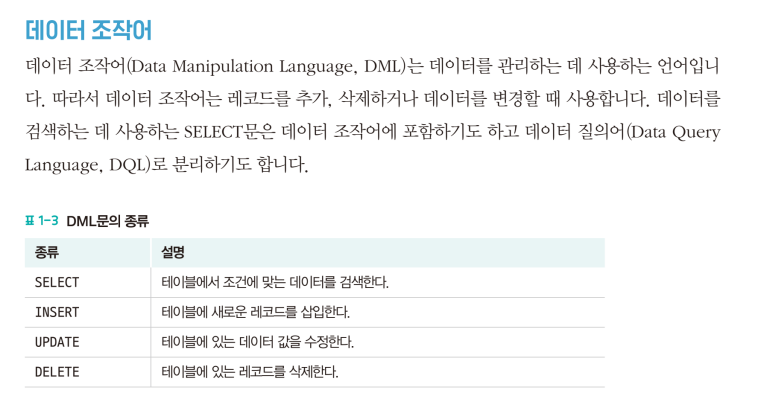 데이터 조작어
데이터 조작어(Data Manipulation Language, DML)는 데이터를 관리하는 데 사용하는 언어입니
다. 따라서 데이터 조작어는 레코드를 추가, 삭제하거나 데이터를 변경할 때 사용합니다. 데이터를
검색하는 데 사용하는 SELECT문은 데이터 조작어에 포함하기도 하고 데이터 질의어(Data Query
Language, DQL)로 분리하기도 합니다.
표 1-3 DML문의 종류
종류 설명
SELECT 테이블에서 조건에 맞는 데이터를 검색한다.
INSERT 테이블에 새로운 레코드를 삽입한다.
UPDATE 테이블에 있는 데이터 값을 수정한다.
DELETE 테이블에 있는 레코드를 삭제한다.